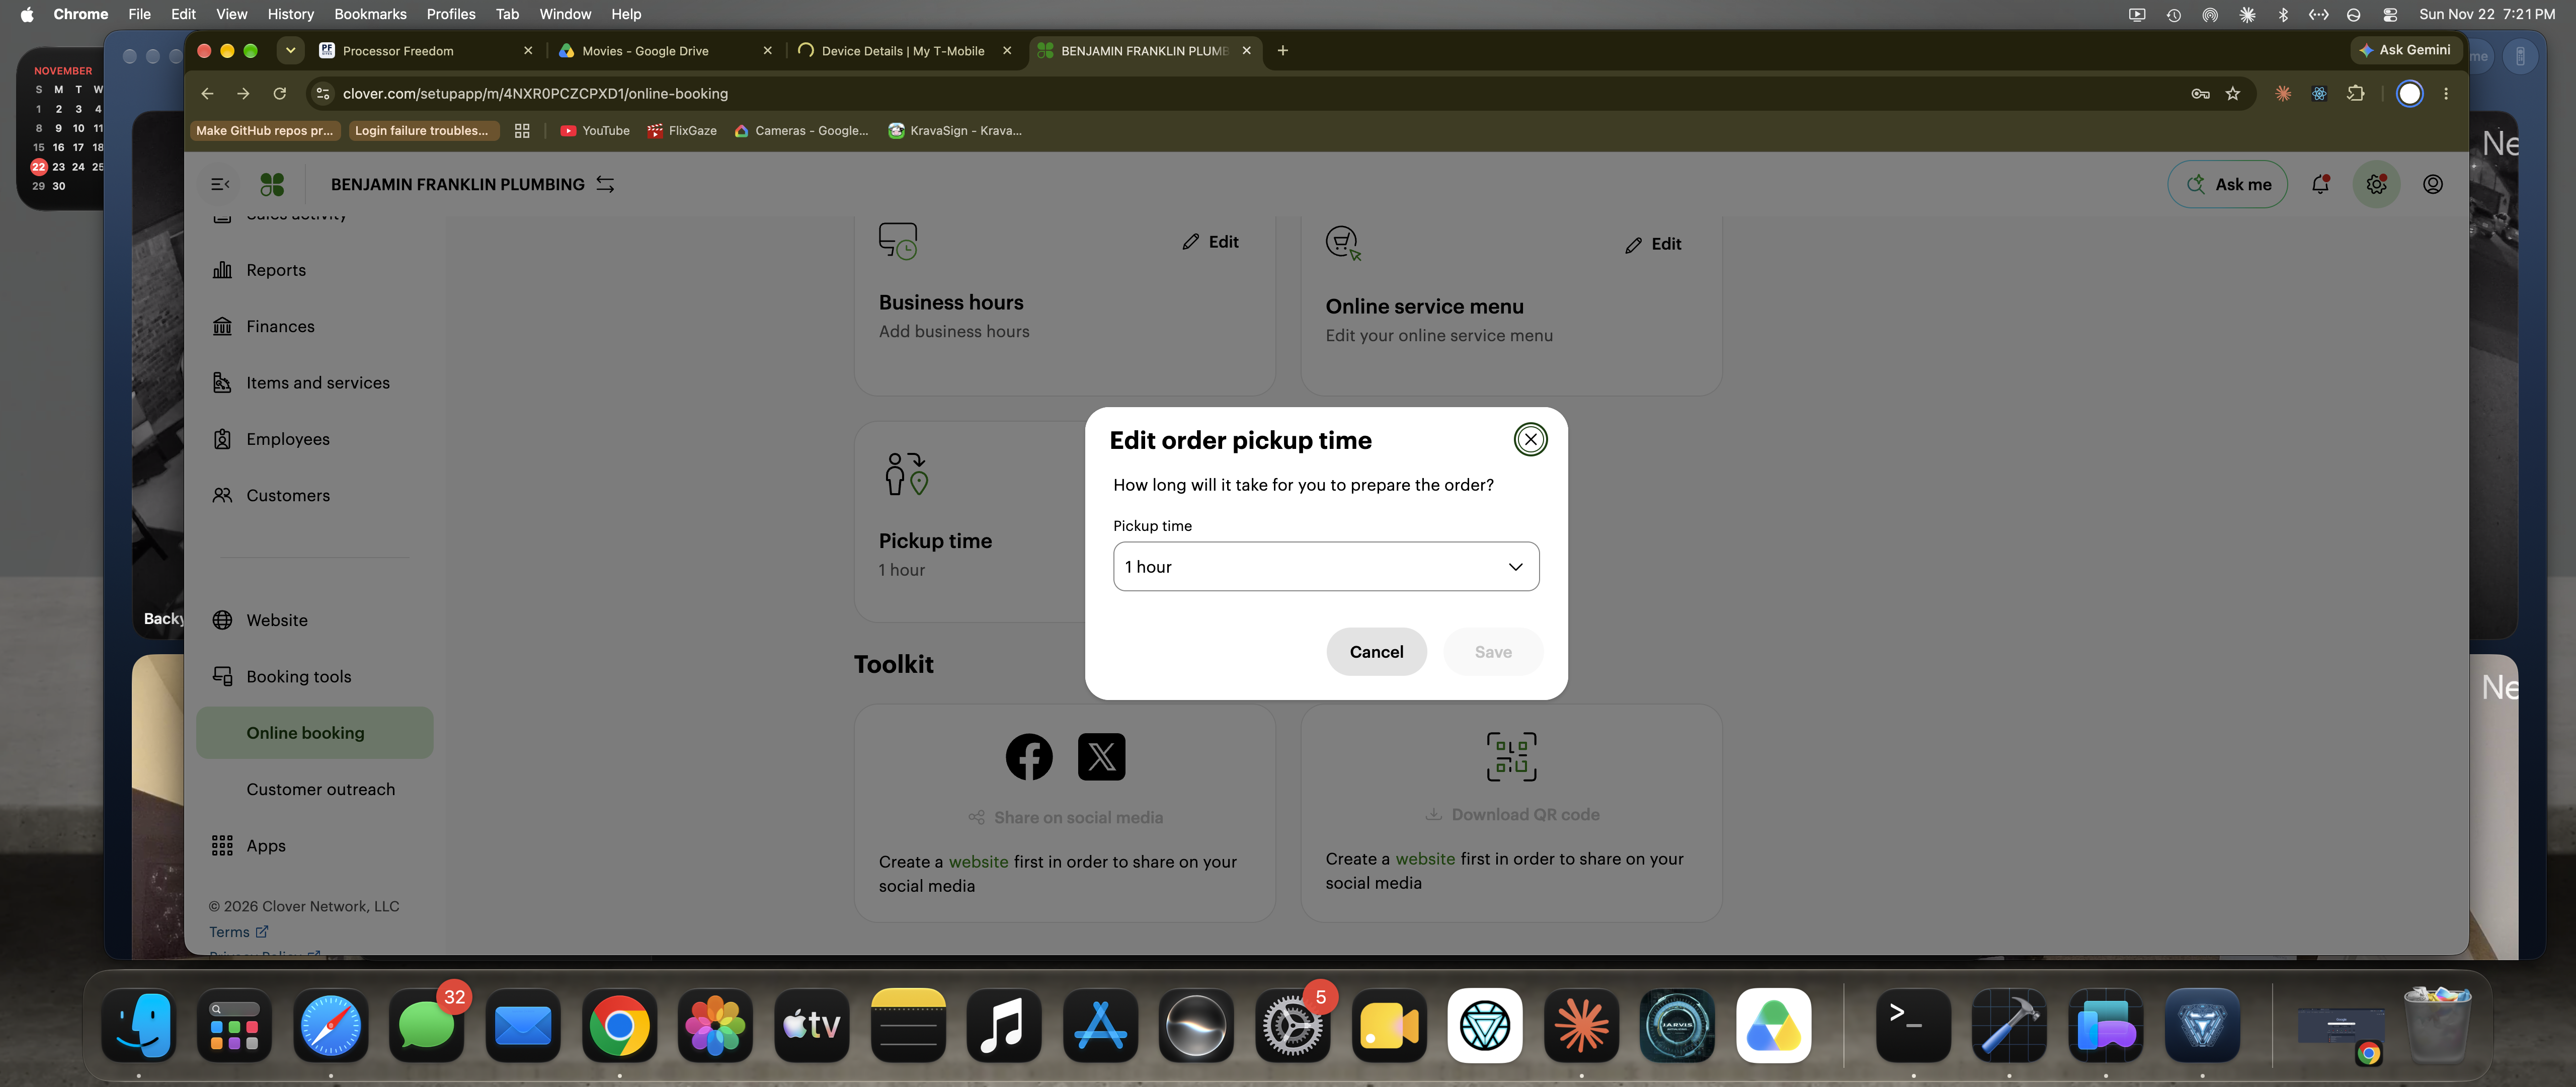 Chrome File Edit View History Bookmarks Profiles Tab Window Help
Sun Nov 22 7:21 PM
NOVEMBER
S M T W
1 2 3 4
8 9 10 11
15 16 17 18
22 23 24 25
29 30
Processor Freedom
Movies - Google Drive
Device Details | My T-Mobile
BENJAMIN FRANKLIN PLUMB
Ask Gemini
clover.com/setupapp/m/4NXR0PCZCPXD1/online-booking
Make GitHub repos pr...
Login failure troubles...
YouTube
FlixGaze
Cameras - Google...
KravaSign - Krava...
BENJAMIN FRANKLIN PLUMBING
Ask me
Sales activity
Reports
Finances
Items and services
Employees
Customers
Website
Booking tools
Online booking
Customer outreach
Apps
© 2026 Clover Network, LLC
Terms
Privacy Policy
Edit
Business hours
Add business hours
Edit
Online service menu
Edit your online service menu
Pickup time
1 hour
Edit order pickup time
How long will it take for you to prepare the order?
Pickup time
1 hour
Cancel
Save
Toolkit
Share on social media
Create a website first in order to share on your
social media
Download QR code
Create a website first in order to share on your
social media
Backy
me
Ne
Ne
32
tv
5
JARVIS